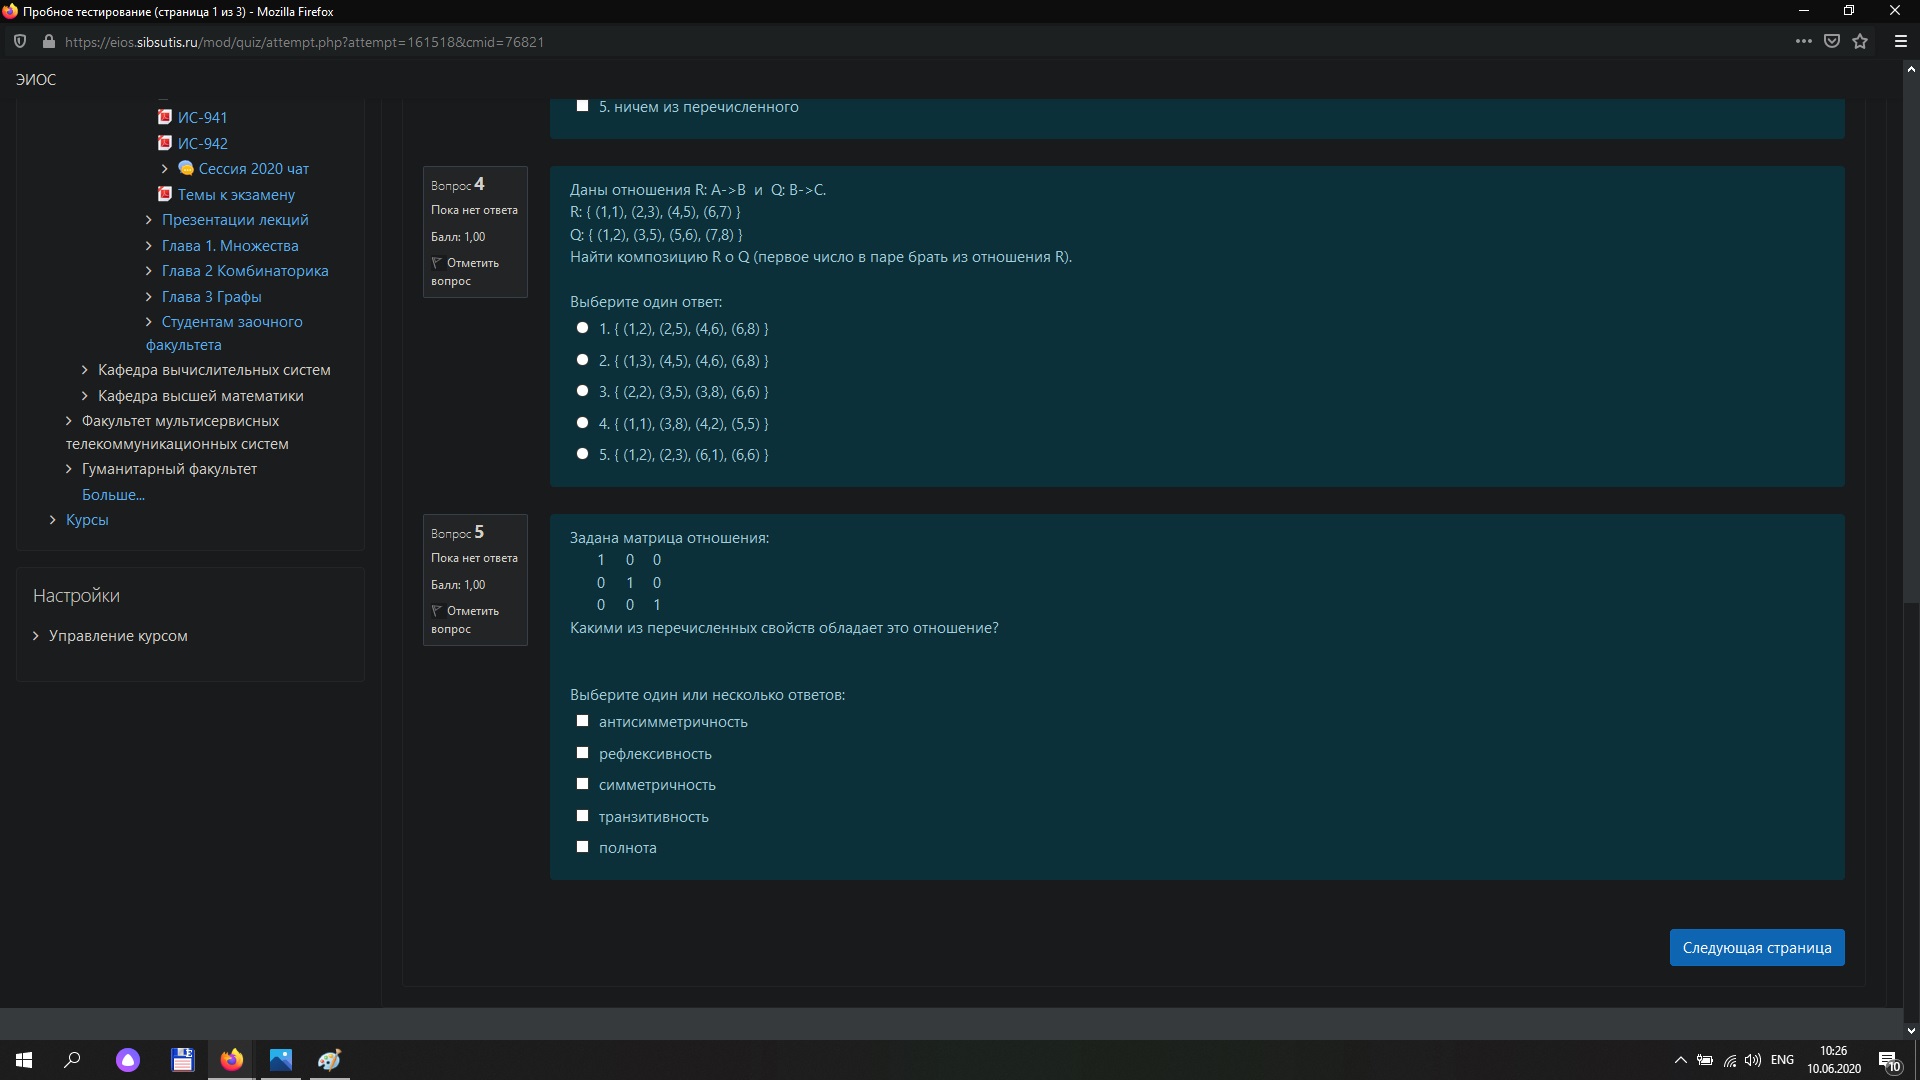 Пробное тестирование (страница 1 из 3) - Mozilla Firefox
https://eios.sibsutis.ru/mod/quiz/attempt.php?attempt=161518&cmid=76821
ЭИОС
ИС-941
ИС-942
Сессия 2020 чат
Темы к экзамену
Презентации лекций
Глава 1. Множества
Глава 2 Комбинаторика
Глава 3 Графы
Студентам заочного
факультета
Кафедра вычислительных систем
Кафедра высшей математики
Факультет мультисервисных
телекоммуникационных систем
Гуманитарный факультет
Больше...
Курсы
Настройки
Управление курсом
5. ничем из перечисленного
Вопрос 4
Пока нет ответа
Балл: 1,00
Отметить
вопрос
Даны отношения R: A->B и Q: B->C.
R: { (1,1), (2,3), (4,5), (6,7) }
Q: { (1,2), (3,5), (5,6), (7,8) }
Найти композицию R o Q (первое число в паре брать из отношения R).
Выберите один ответ:
1. { (1,2), (2,5), (4,6), (6,8) }
2. { (1,3), (4,5), (4,6), (6,8) }
3. { (2,2), (3,5), (3,8), (6,6) }
4. { (1,1), (3,8), (4,2), (5,5) }
5. { (1,2), (2,3), (6,1), (6,6) }
Вопрос 5
Пока нет ответа
Балл: 1,00
Отметить
вопрос
Задана матрица отношения:
1 0 0
0 1 0
0 0 1
Какими из перечисленных свойств обладает это отношение?
Выберите один или несколько ответов:
антисимметричность
рефлексивность
симметричность
транзитивность
полнота
Следующая страница
ENG
10:26
10.06.2020
10